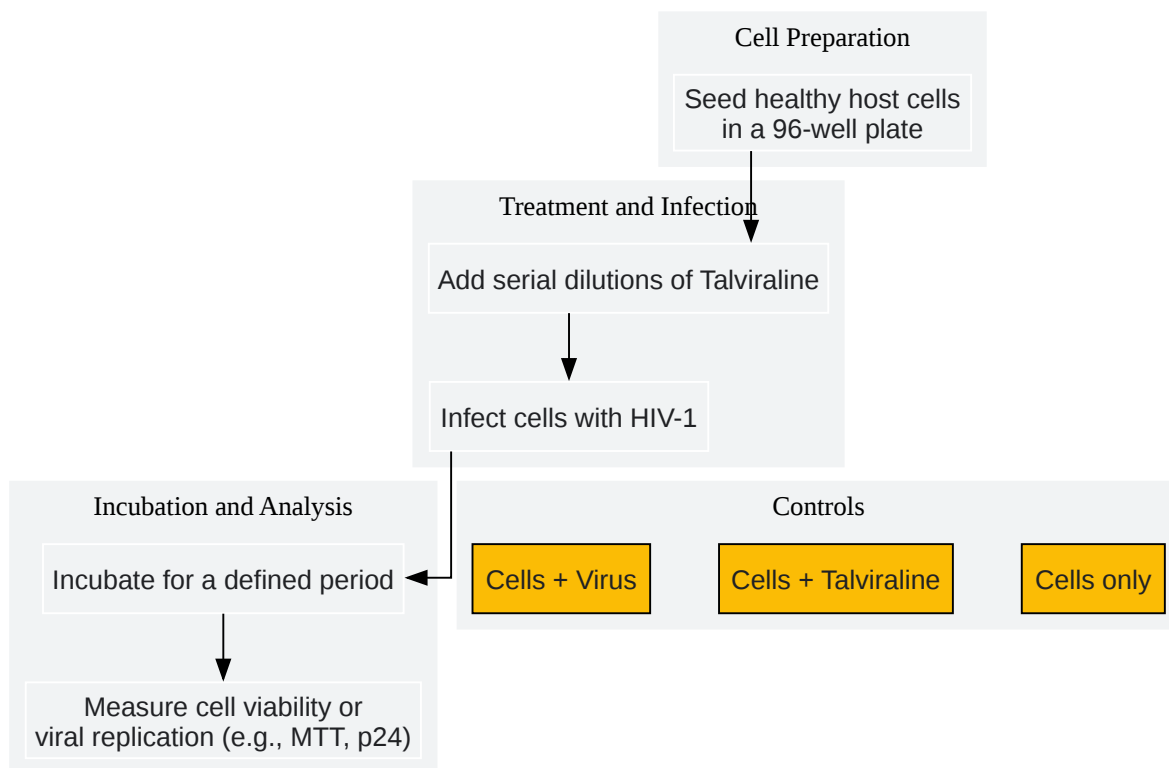 Cell Preparation
Seed healthy host cells
in a 96-well plate
Treatment and Infection
Add serial dilutions of Talviraline
Infect cells with HIV-1
Incubation and Analysis
Incubate for a defined period
Measure cell viability or
viral replication (e.g., MTT, p24)
Controls
Cells + Virus
Cells + Talviraline
Cells only